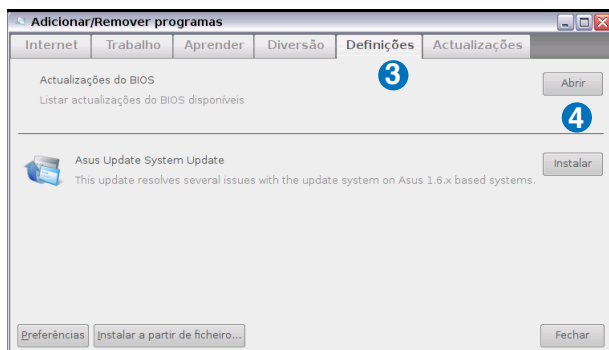 Adicionar/Remover programas
Internet Trabalho Aprender Diversão Definições Actualizações
3
Actualizações do BIOS
Abrir
Listar actualizações do BIOS disponíveis
4
Asus Update System Update
Instalar
This update resolves several issues with the update system on Asus 1.6.x based systems.
Preferências Instalar a partir de ficheiro... Fechar